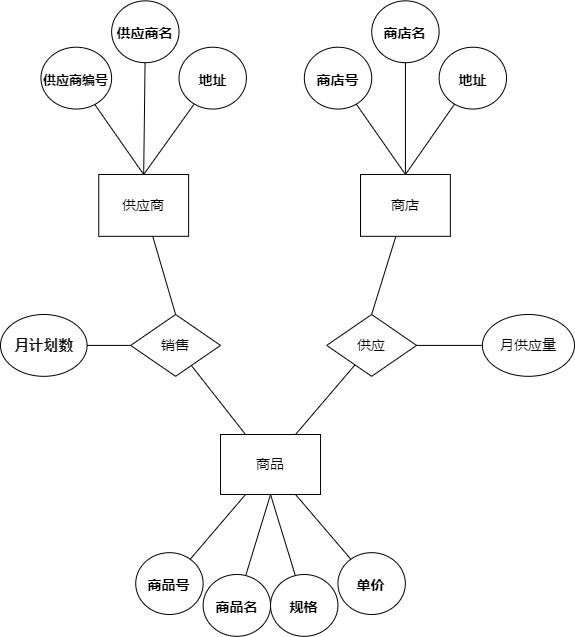 供应商名
商店名
供应商编号
地址
商店号
地址
供应商
商店
月计划数
销售
供应
月供应量
商品
商品号
商品名
规格
单价